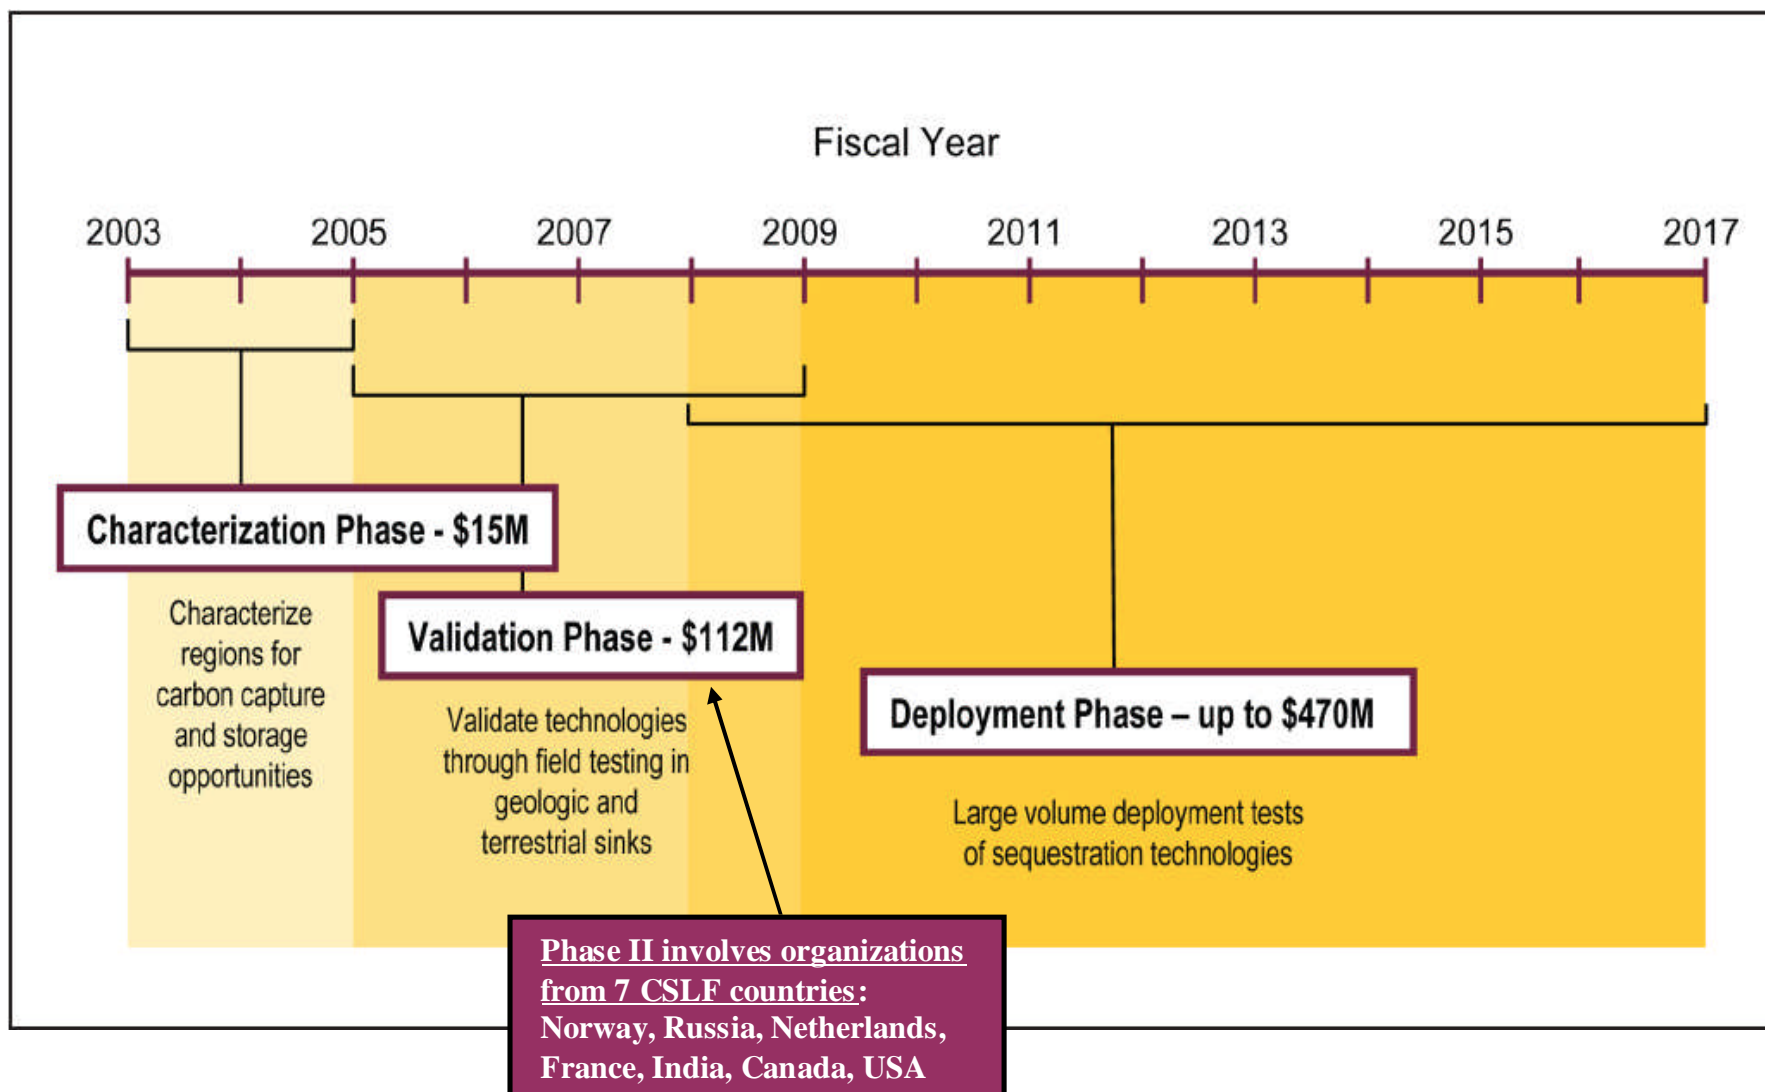 Fiscal Year
2003 2005 2007 2009 2011 2013 2015 2017
Characterization Phase - $15M
Characterize
regions for
carbon capture
and storage
opportunities
Validation Phase - $112M
Validate technologies
through field testing in
geologic and
terrestrial sinks
Deployment Phase – up to $470M
Large volume deployment tests
of sequestration technologies
Phase II involves organizations
from 7 CSLF countries:
Norway, Russia, Netherlands,
France, India, Canada, USA